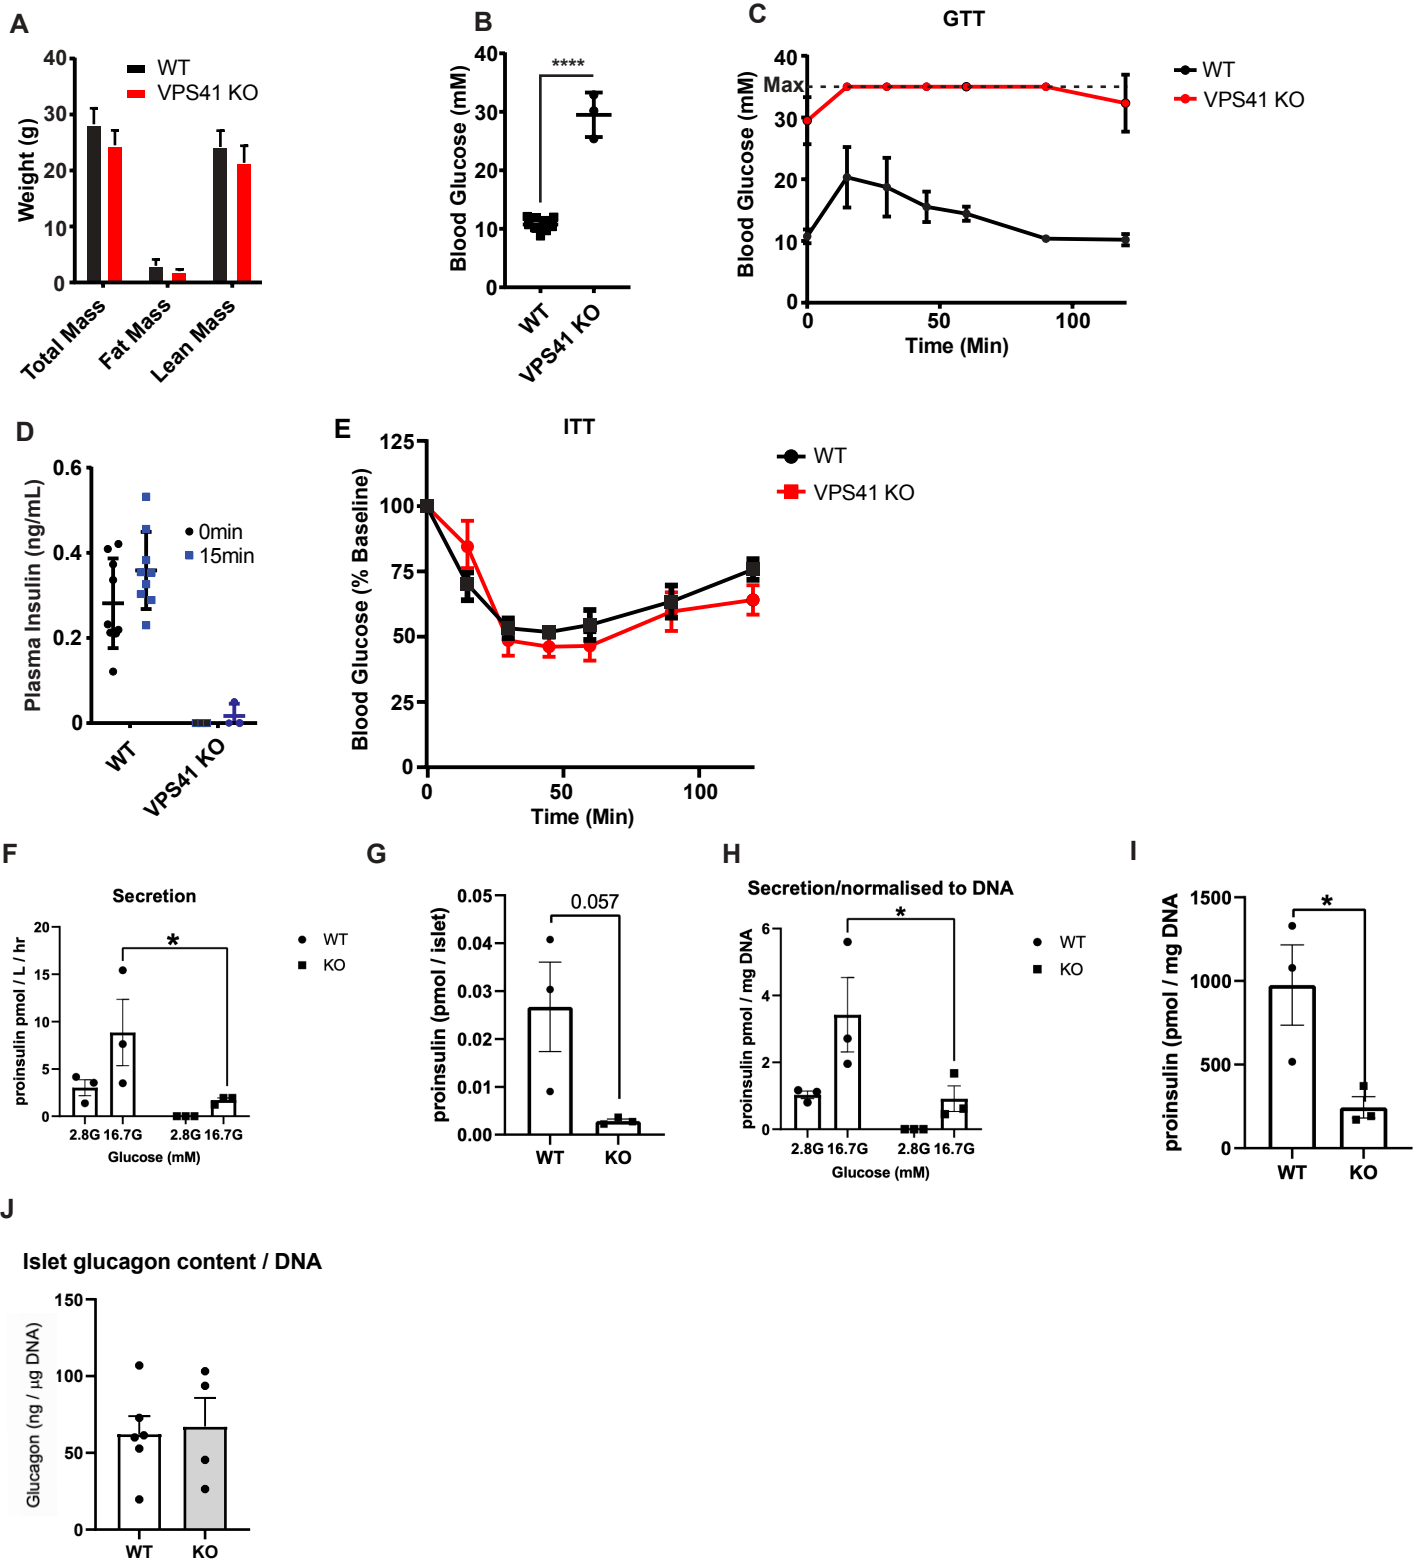 A
40
30
20
10
0
Weight (g)
WT
VPS41 KO
Total Mass
Fat Mass
Lean Mass
B
40
30
20
10
0
Blood Glucose (mM)
****
WT
VPS41 KO
C
GTT
40
Max
30
20
10
0
Blood Glucose (mM)
0
50
100
Time (Min)
WT
VPS41 KO
D
0.6
0.4
0.2
0
Plasma Insulin (ng/mL)
0min
15min
WT
VPS41 KO
E
ITT
125
100
75
50
25
0
Blood Glucose (% Baseline)
0
50
100
Time (Min)
WT
VPS41 KO
F
Secretion
20
15
10
5
0
proinsulin pmol / L / hr
*
2.8G 16.7G
2.8G 16.7G
Glucose (mM)
WT
KO
G
0.05
0.04
0.03
0.02
0.01
0.00
proinsulin (pmol / islet)
0.057
WT
KO
H
Secretion/normalised to DNA
6
4
2
0
proinsulin pmol / mg DNA
*
2.8G 16.7G
2.8G 16.7G
Glucose (mM)
WT
KO
I
1500
1000
500
0
proinsulin (pmol / mg DNA
*
WT
KO
J
Islet glucagon content / DNA
150
100
50
0
Glucagon (ng / µg DNA)
WT
KO